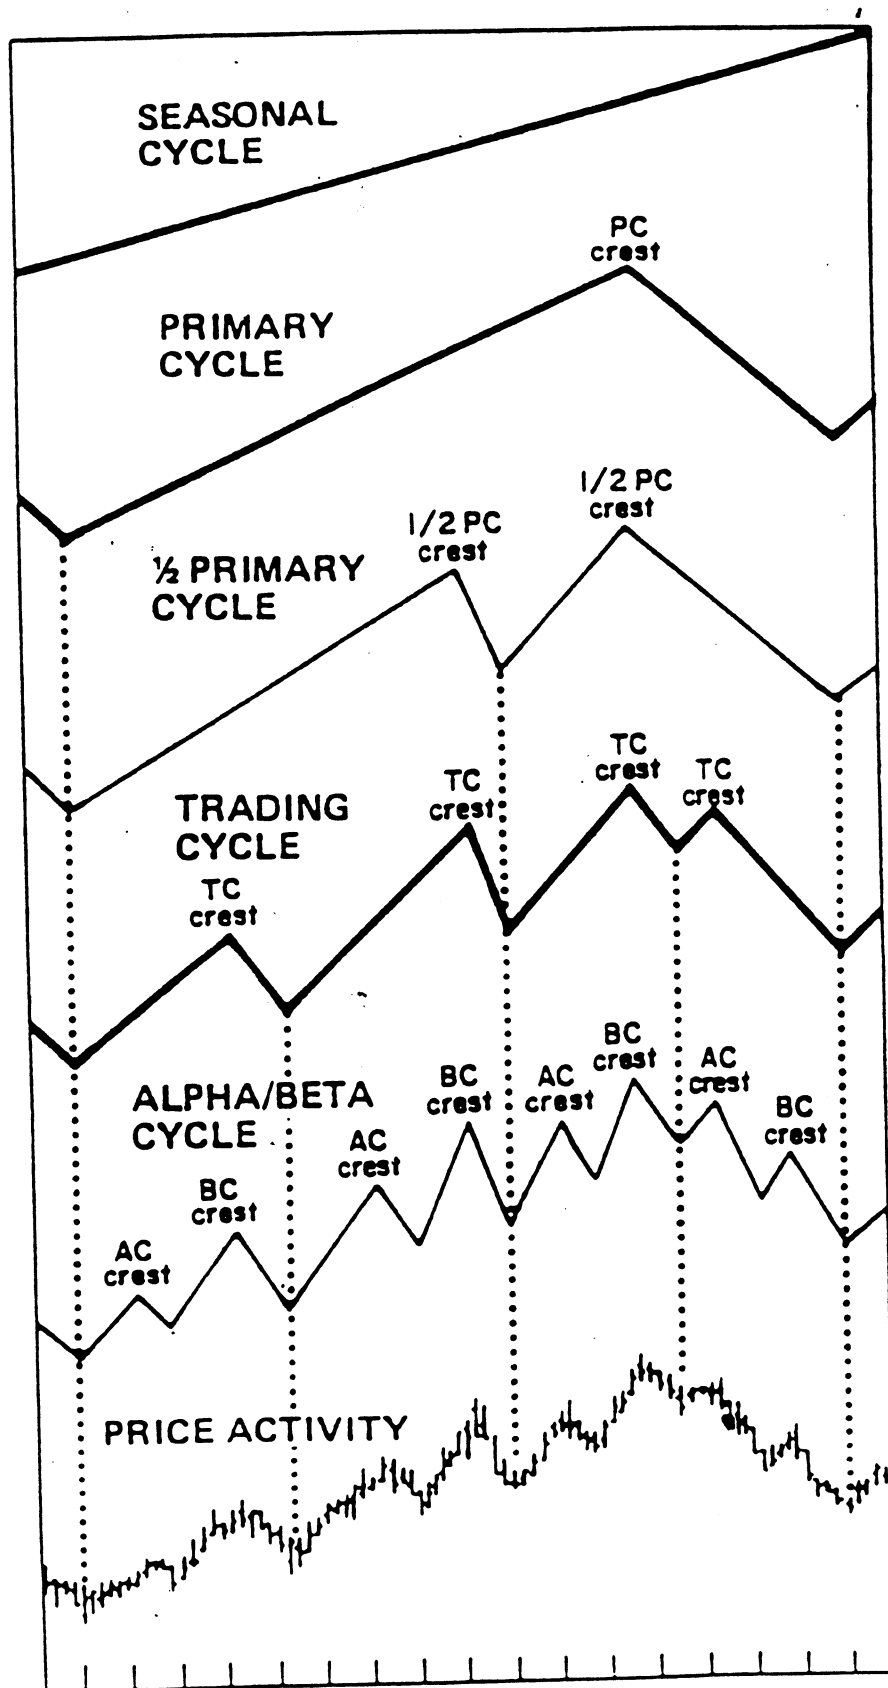 SEASONAL
CYCLE
PC
crest
PRIMARY
CYCLE
1/2 PC
crest
1/2 PC
crest
½ PRIMARY
CYCLE
TC
crest
TC
crest
TC
crest
TRADING
CYCLE
TC
crest
BC
crest
BC
crest
AC
crest
AC
crest
ALPHA/BETA
CYCLE
BC
crest
AC
crest
BC
crest
AC
crest
PRICE ACTIVITY